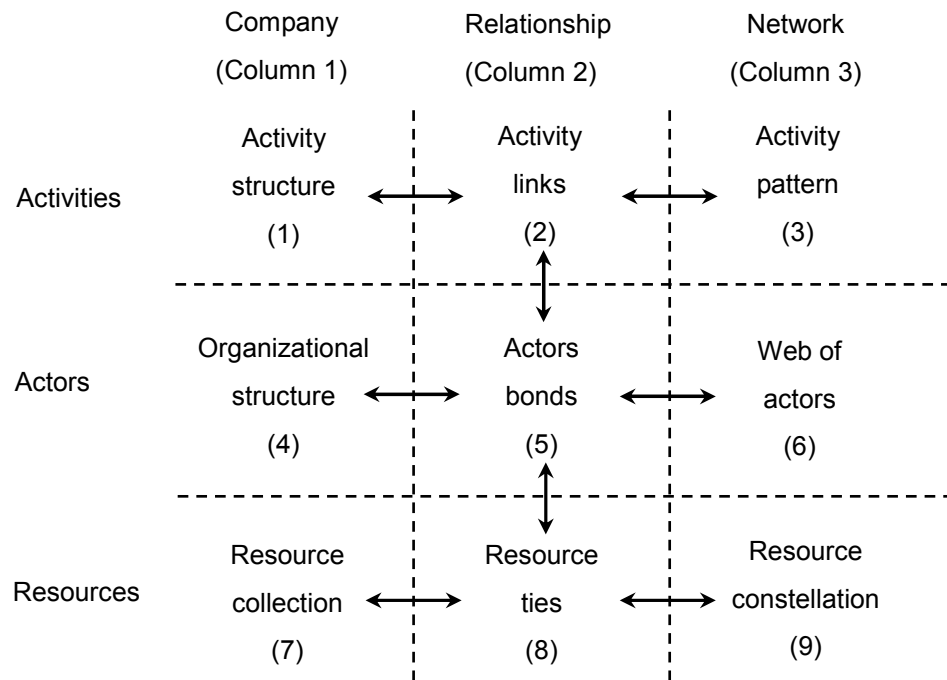 Company Relationship Network
(Column 1) (Column 2) (Column 3)
Activity Activity Activity
Activities structure links pattern
(1) (2) (3)
Organizational Actors Web of
Actors structure bonds actors
(4) (5) (6)
Resource Resource Resource
Resources collection ties constellation
(7) (8) (9)